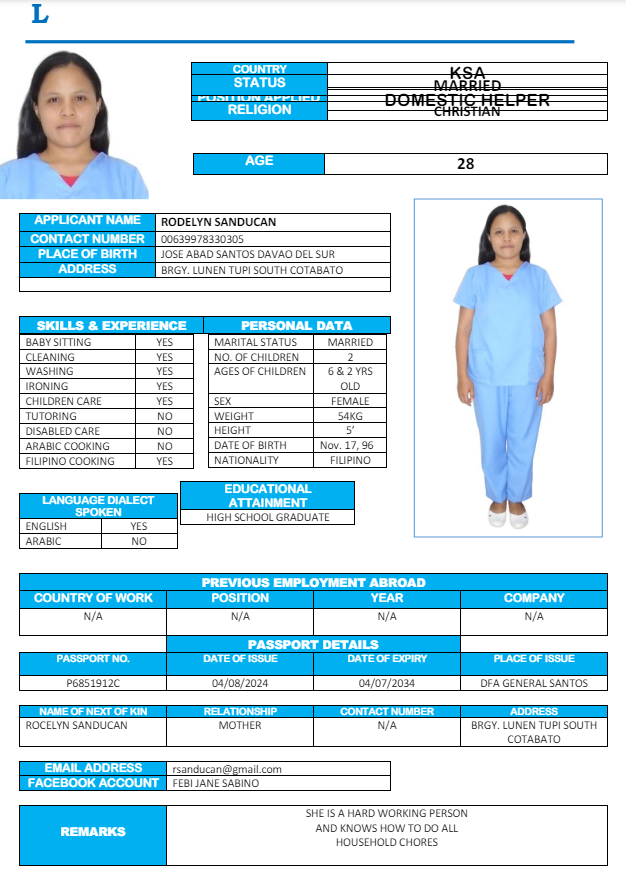 L
COUNTRY KSA
STATUS MARRIED
POSITION APPLIED DOMESTIC HELPER
RELIGION CHRISTIAN
AGE 28
APPLICANT NAME RODELYN SANDUCAN
CONTACT NUMBER 00639978330305
PLACE OF BIRTH JOSE ABAD SANTOS DAVAO DEL SUR
ADDRESS BRGY. LUNEN TUPI SOUTH COTABATO
SKILLS & EXPERIENCE
BABY SITTING YES
CLEANING YES
WASHING YES
IRONING YES
CHILDREN CARE YES
TUTORING NO
DISABLED CARE NO
ARABIC COOKING NO
FILIPINO COOKING YES
PERSONAL DATA
MARITAL STATUS MARRIED
NO. OF CHILDREN 2
AGES OF CHILDREN 6 & 2 YRS
OLD
SEX FEMALE
WEIGHT 54KG
HEIGHT 5’
DATE OF BIRTH Nov. 17, 96
NATIONALITY FILIPINO
LANGUAGE DIALECT
SPOKEN
ENGLISH YES
ARABIC NO
EDUCATIONAL
ATTAINMENT
HIGH SCHOOL GRADUATE
PREVIOUS EMPLOYMENT ABROAD
COUNTRY OF WORK POSITION YEAR COMPANY
N/A N/A N/A N/A
PASSPORT DETAILS
PASSPORT NO. DATE OF ISSUE DATE OF EXPIRY PLACE OF ISSUE
P6851912C 04/08/2024 04/07/2034 DFA GENERAL SANTOS
NAME OF NEXT OF KIN RELATIONSHIP CONTACT NUMBER ADDRESS
ROCELYN SANDUCAN MOTHER N/A BRGY. LUNEN TUPI SOUTH
COTABATO
EMAIL ADDRESS rsanducan@gmail.com
FACEBOOK ACCOUNT FEBI JANE SABINO
REMARKS
SHE IS A HARD WORKING PERSON
AND KNOWS HOW TO DO ALL
HOUSEHOLD CHORES